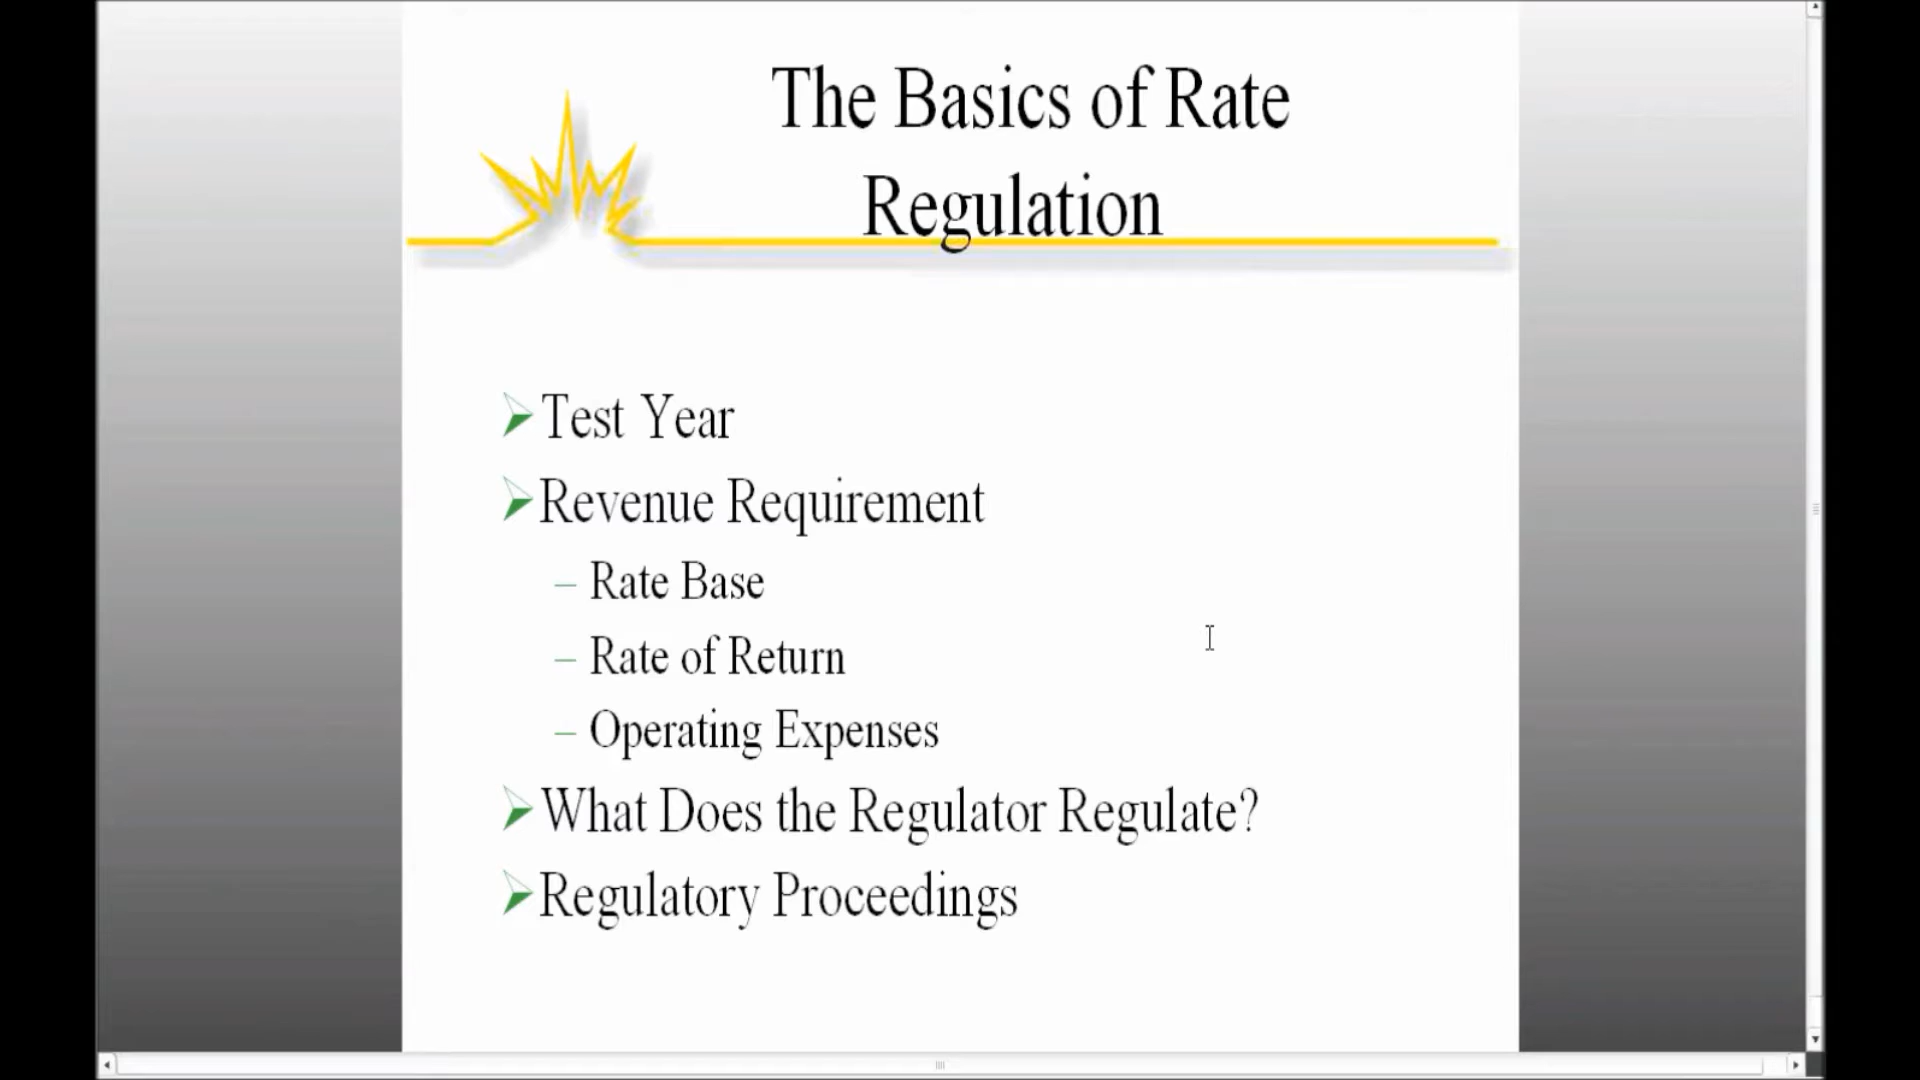 The Basics of Rate
Regulation
Test Year
Revenue Requirement
– Rate Base
– Rate of Return
– Operating Expenses
What Does the Regulator Regulate?
Regulatory Proceedings